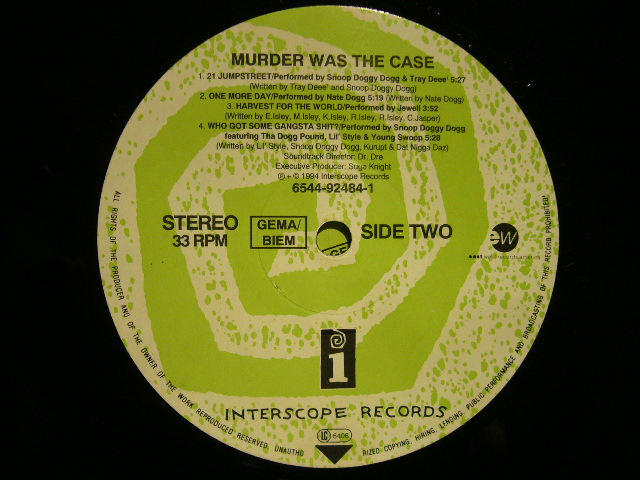 MURDER WAS THE CASE
1. 21 JUMPSTREET/Performed by Snoop Doggy Dogg & Tray Deee' 5:27
(Written by Tray Deee' and Snoop Doggy Dogg)
2. ONE MORE DAY/Performed by Nate Dogg 5:19 (Written by Nate Dogg)
3. HARVEST FOR THE WORLD/Performed by Jewell 3:52
(Written by E.Isley, M.Isley, K.Isley, R.Isley, C.Jasper)
4. WHO GOT SOME GANGSTA SHIT?/Performed by Snoop Doggy Dogg
featuring Tha Dogg Pound, Lil' Style & Young Swoop 5:28
(Written by Lil' Style, Snoop Doggy Dogg, Kurupt & Dat Nigga Daz)
Soundtrack Director: Dr. Dre
Executive Producer: Suge Knight
℗ + © 1994 Interscope Records
6544-92484-1
STEREO
33 RPM
GEMA/
BIEM
SIDE TWO
ew
east west records
i
INTERSCOPE RECORDS
LC 6406
ALL RIGHTS OF THE PRODUCER AND OF THE OWNER OF THE WORK REPRODUCED RESERVED. UNAUTHO
RIZED COPYING, HIRING, LENDING, PUBLIC PERFORMANCE AND BROADCASTING OF THIS RECORD PROHIBITED.